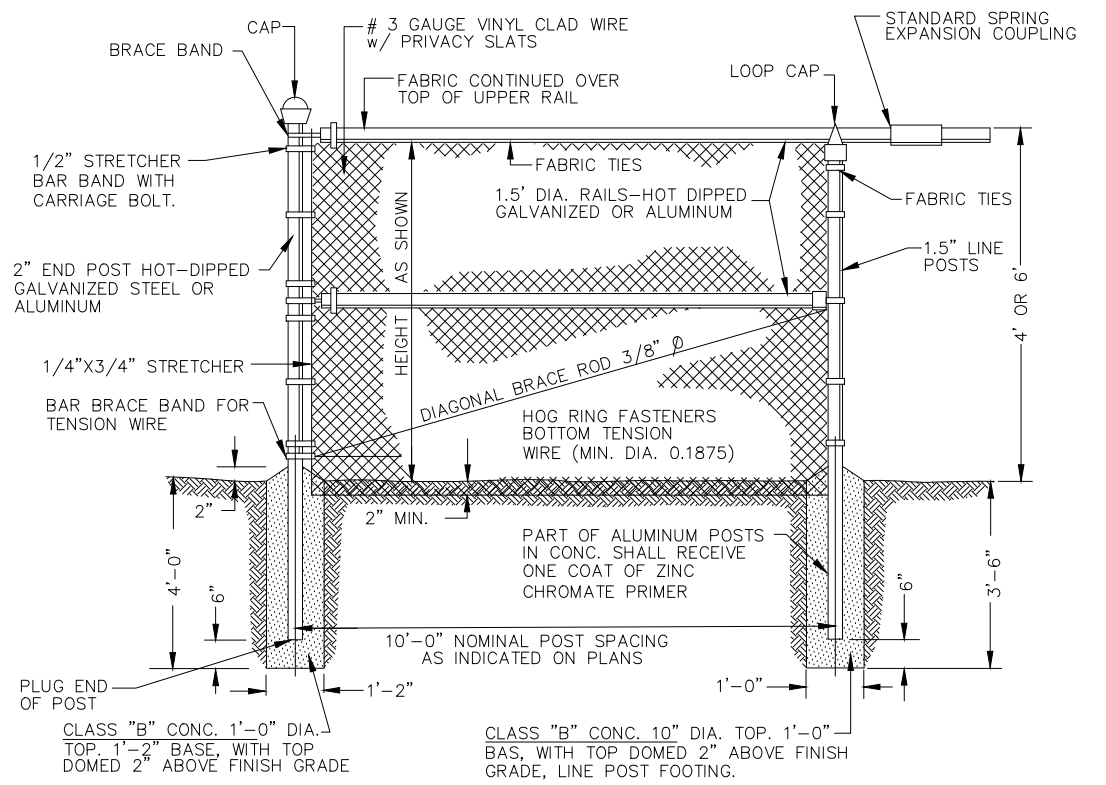 CAP
BRACE BAND
# 3 GAUGE VINYL CLAD WIRE
w/ PRIVACY SLATS
STANDARD SPRING
EXPANSION COUPLING
FABRIC CONTINUED OVER
TOP OF UPPER RAIL
LOOP CAP
1/2" STRETCHER
BAR BAND WITH
CARRIAGE BOLT.
FABRIC TIES
1.5' DIA. RAILS-HOT DIPPED
GALVANIZED OR ALUMINUM
FABRIC TIES
HEIGHT AS SHOWN
2" END POST HOT-DIPPED
GALVANIZED STEEL OR
ALUMINUM
1.5" LINE
POSTS
4' OR 6'
1/4"X3/4" STRETCHER
DIAGONAL BRACE ROD 3/8" Ø
BAR BRACE BAND FOR
TENSION WIRE
HOG RING FASTENERS
BOTTOM TENSION
WIRE (MIN. DIA. 0.1875)
2"
2" MIN.
PART OF ALUMINUM POSTS
IN CONC. SHALL RECEIVE
ONE COAT OF ZINC
CHROMATE PRIMER
4'-0"
6"
6"
3'-6"
10'-0" NOMINAL POST SPACING
AS INDICATED ON PLANS
PLUG END
OF POST
1'-2"
1'-0"
CLASS "B" CONC. 1'-0" DIA.
TOP. 1'-2" BASE, WITH TOP
DOMED 2" ABOVE FINISH GRADE
CLASS "B" CONC. 10" DIA. TOP. 1'-0"
BAS, WITH TOP DOMED 2" ABOVE FINISH
GRADE, LINE POST FOOTING.